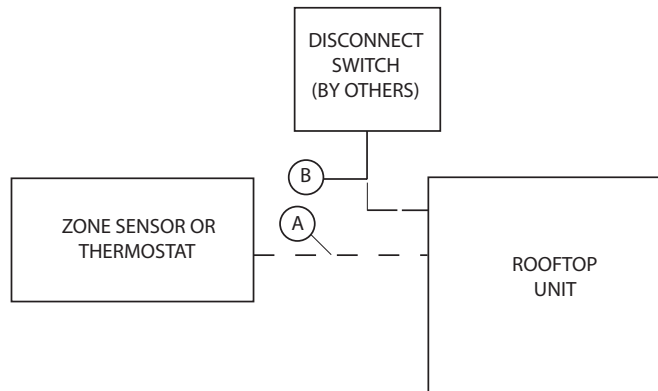 DISCONNECT
SWITCH
(BY OTHERS)
B
ZONE SENSOR OR
THERMOSTAT
A
ROOFTOP
UNIT